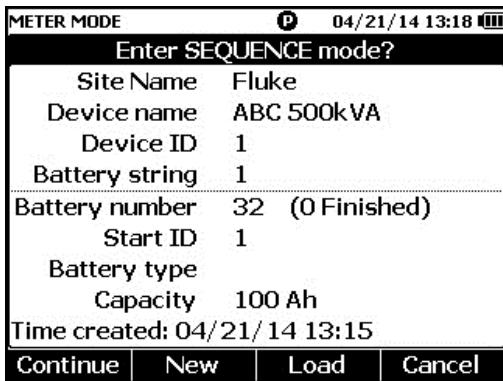 METER MODE P 04/21/14 13:18
Enter SEQUENCE mode?
Site Name Fluke
Device name ABC 500kVA
Device ID 1
Battery string 1
Battery number 32 (0 Finished)
Start ID 1
Battery type
Capacity 100 Ah
Time created: 04/21/14 13:15
Continue New Load Cancel